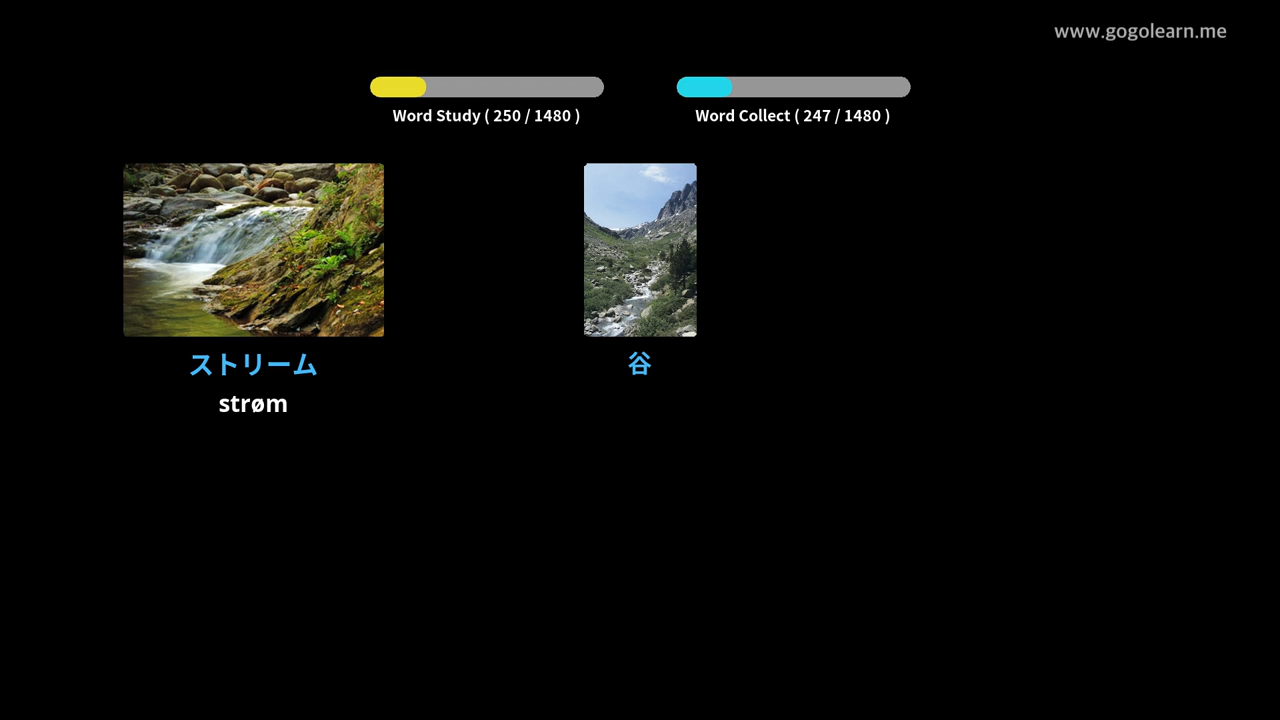 www.gogolearn.me
Word Study ( 250 / 1480 )
Word Collect ( 247 / 1480 )
ストリーム
谷
strøm